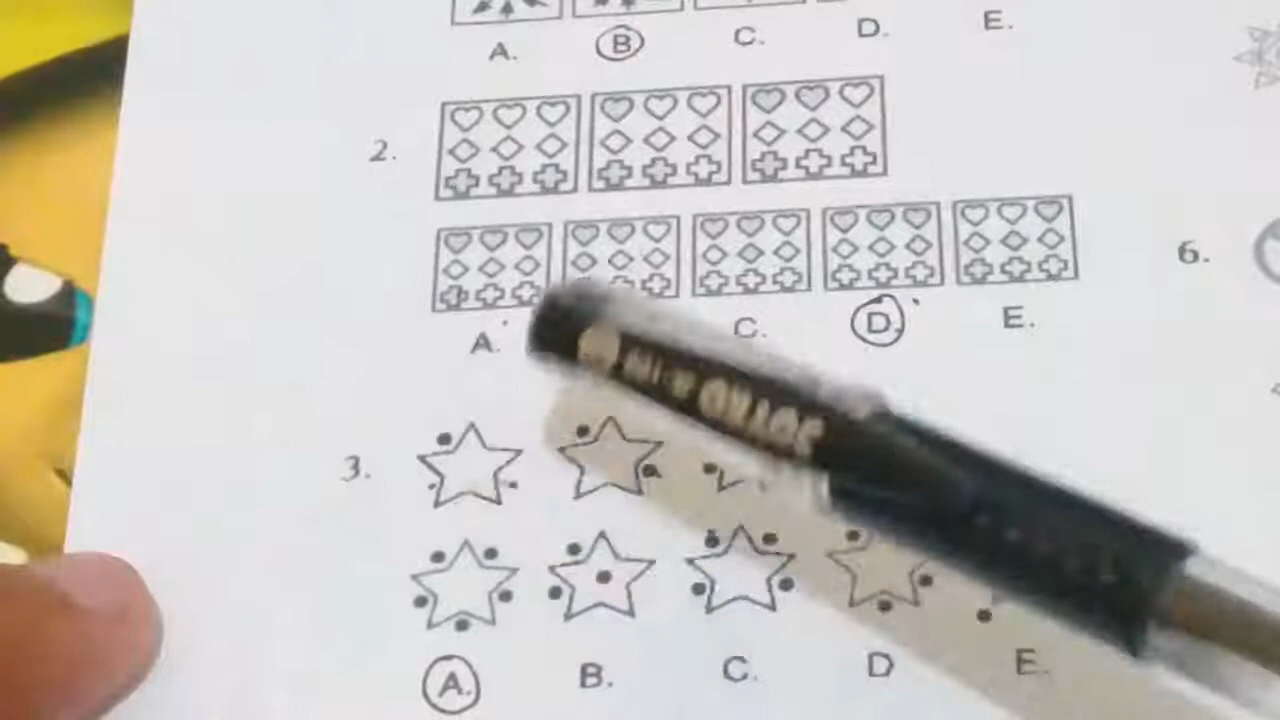 A. B C. D. E.
2.
6.
A. C. D. E.
3.
A. B. C. D E.